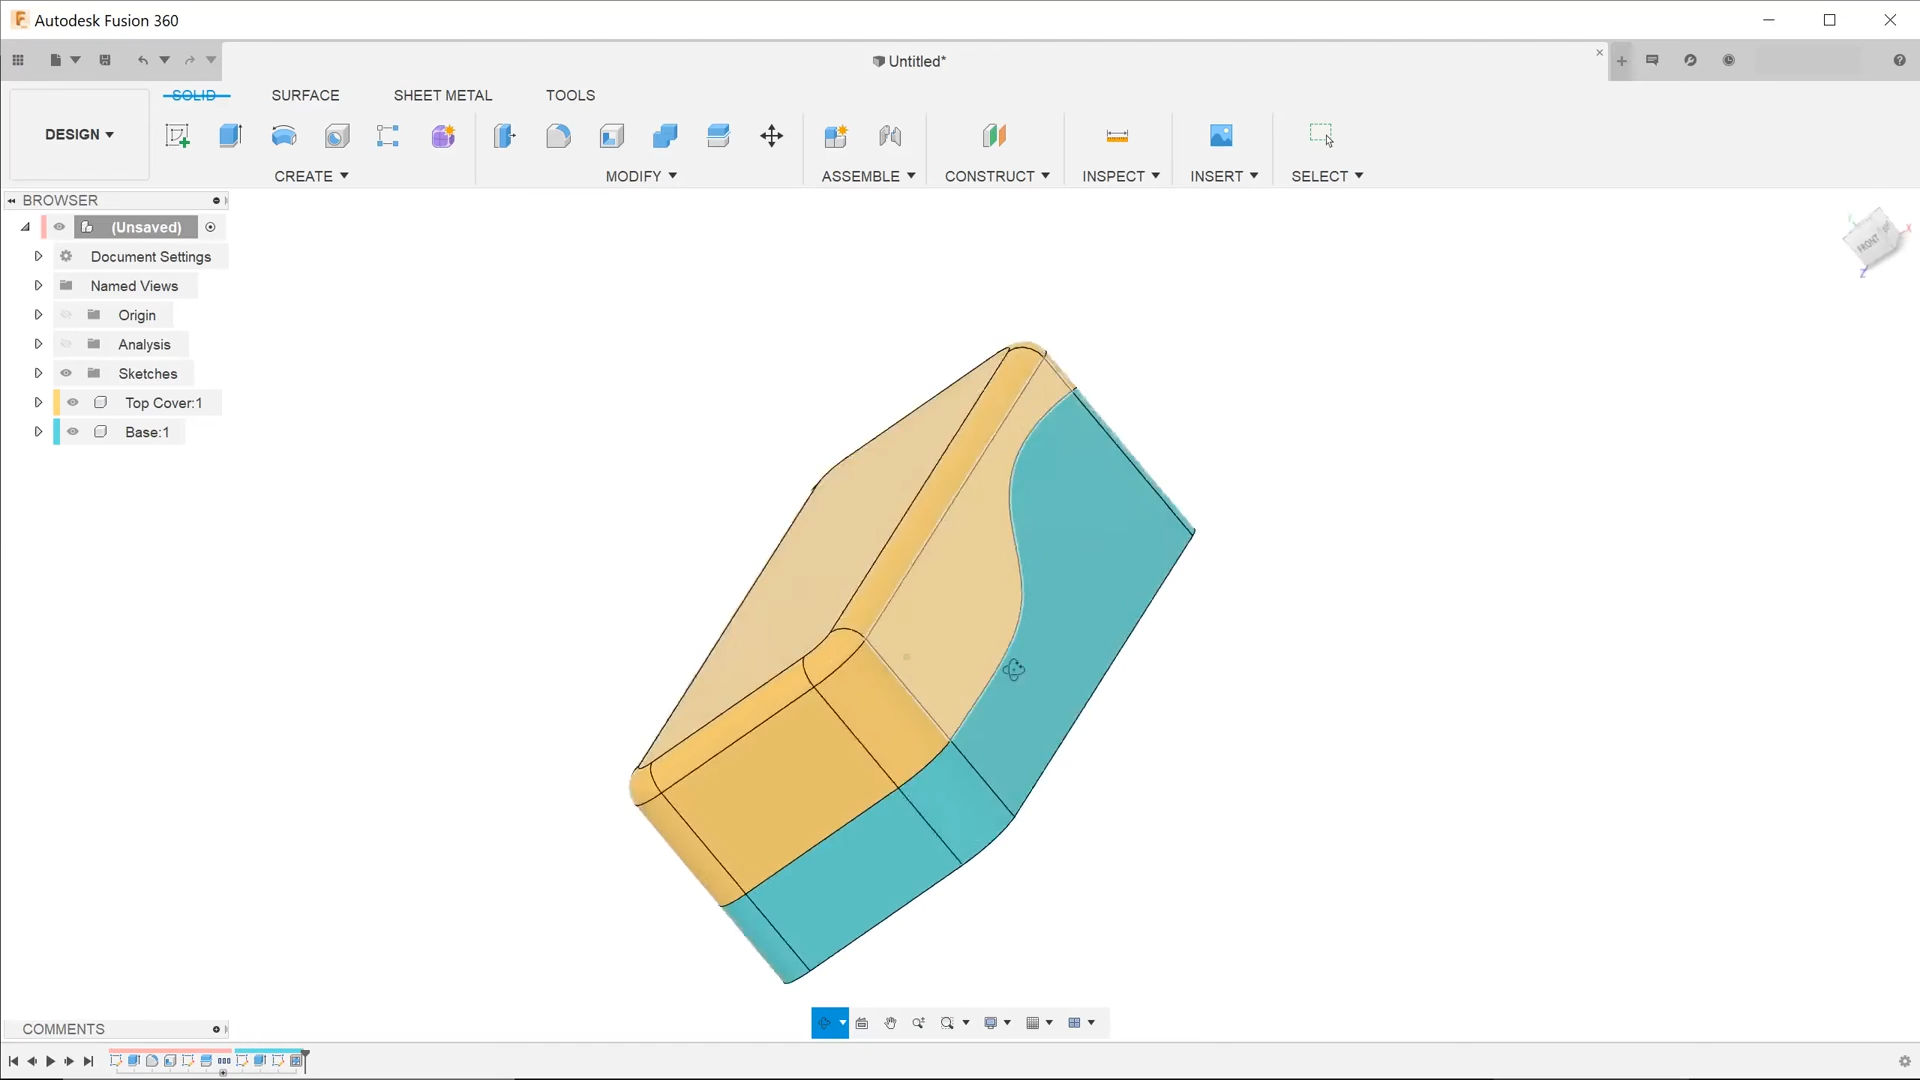 Autodesk Fusion 360
Untitled*
SOLID
SURFACE
SHEET METAL
TOOLS
DESIGN
CREATE
MODIFY
ASSEMBLE
CONSTRUCT
INSPECT
INSERT
SELECT
BROWSER
(Unsaved)
Document Settings
Named Views
Origin
Analysis
Sketches
Top Cover:1
Base:1
FRONT
X
Z
COMMENTS